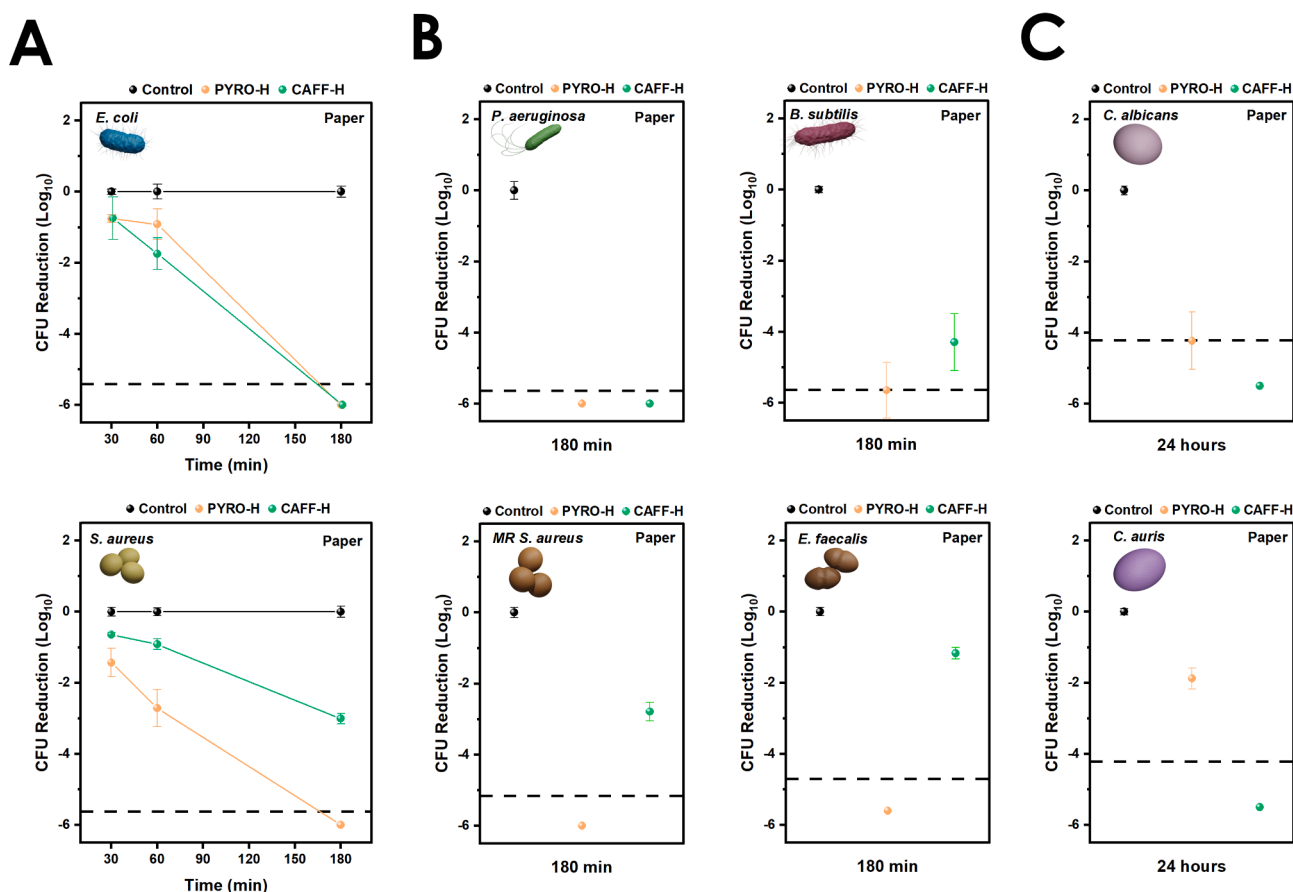 A
B
C
Control PYRO-H CAFF-H
E. coli Paper
CFU Reduction (Log10)
2
0
-2
-4
-6
30 60 90 120 150 180
Time (min)
Control PYRO-H CAFF-H
P. aeruginosa Paper
CFU Reduction (Log10)
2
0
-2
-4
-6
180 min
Control PYRO-H CAFF-H
B. subtilis Paper
CFU Reduction (Log10)
2
0
-2
-4
-6
180 min
Control PYRO-H CAFF-H
C. albicans Paper
CFU Reduction (Log10)
2
0
-2
-4
-6
24 hours
Control PYRO-H CAFF-H
S. aureus Paper
CFU Reduction (Log10)
2
0
-2
-4
-6
30 60 90 120 150 180
Time (min)
Control PYRO-H CAFF-H
MR S. aureus Paper
CFU Reduction (Log10)
2
0
-2
-4
-6
180 min
Control PYRO-H CAFF-H
E. faecalis Paper
CFU Reduction (Log10)
2
0
-2
-4
-6
180 min
Control PYRO-H CAFF-H
C. auris Paper
CFU Reduction (Log10)
2
0
-2
-4
-6
24 hours